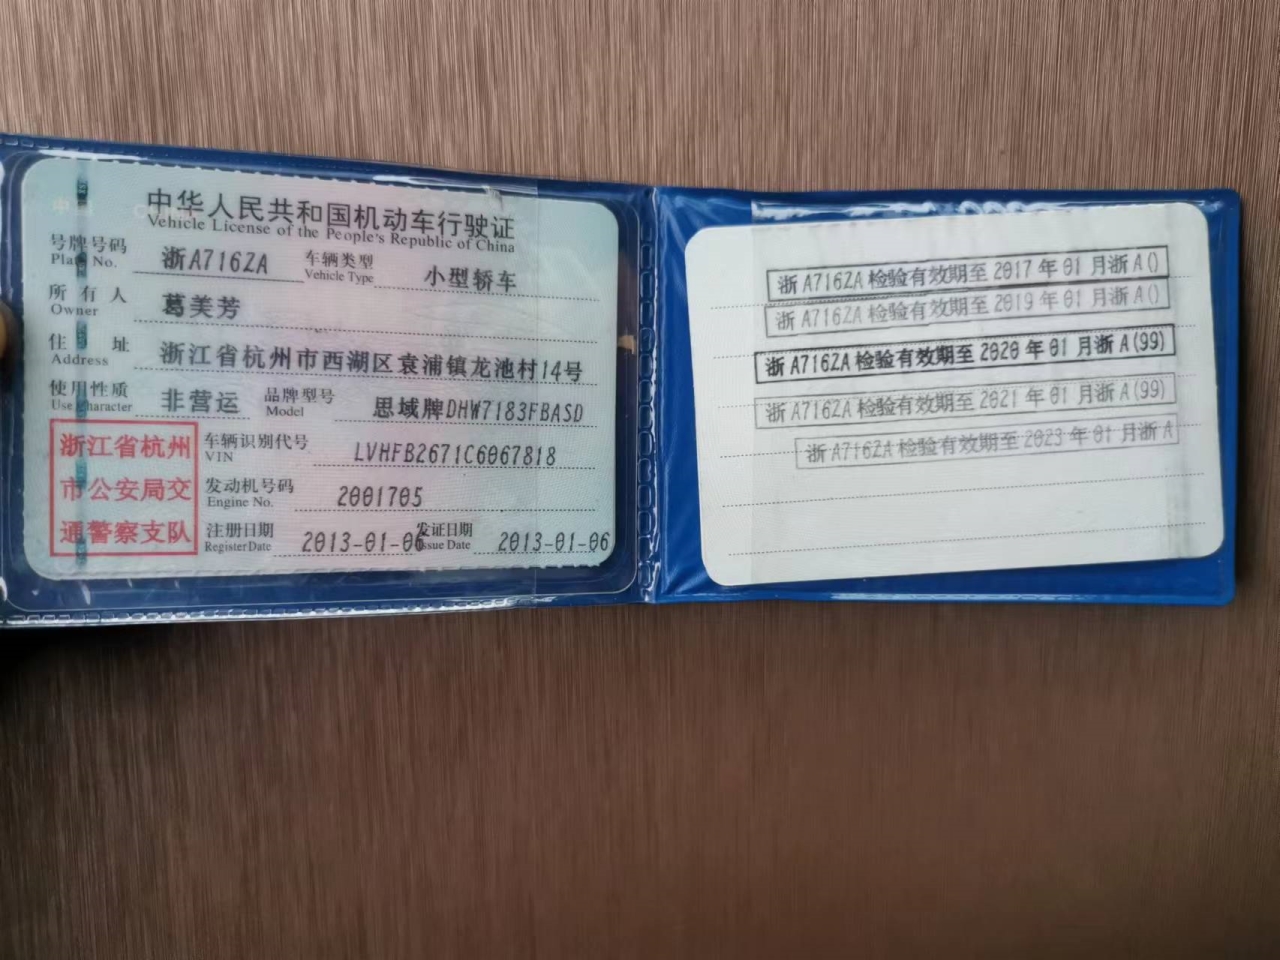 中华人民共和国机动车行驶证
Vehicle License of the People's Republic of China
号牌号码 浙A716ZA 车辆类型 小型轿车
Plate No. Vehicle Type
所有人 葛美芳
Owner
住址 浙江省杭州市西湖区袁浦镇龙池村14号
Address
使用性质 非营运 品牌型号 思域牌DHW7183FBASD
Use Character Model
浙江省杭州
市公安局交
通警察支队
车辆识别代号 LVHFB2671C6067818
VIN
发动机号码 2001705
Engine No.
注册日期 2013-01-06 发证日期 2013-01-06
Register Date Issue Date
浙A716ZA检验有效期至2017年01月浙A()
浙A716ZA检验有效期至2019年01月浙A()
浙A716ZA检验有效期至2020年01月浙A(99)
浙A716ZA检验有效期至2021年01月浙A(99)
浙A716ZA检验有效期至2023年01月浙A